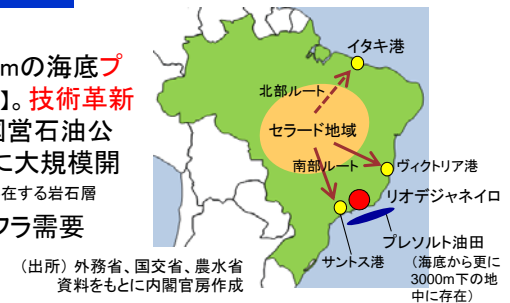 mの海底プ
】。技術革新
国営石油公
に大規模開
在する岩石層
フラ需要
（出所）外務省、国交省、農水省
資料をもとに内閣官房作成
イタキ港
北部ルート
セラード地域
南部ルート
ヴィクトリア港
リオデジャネイロ
サントス港
プレソルト油田
（海底から更に
3000m下の地
中に存在）